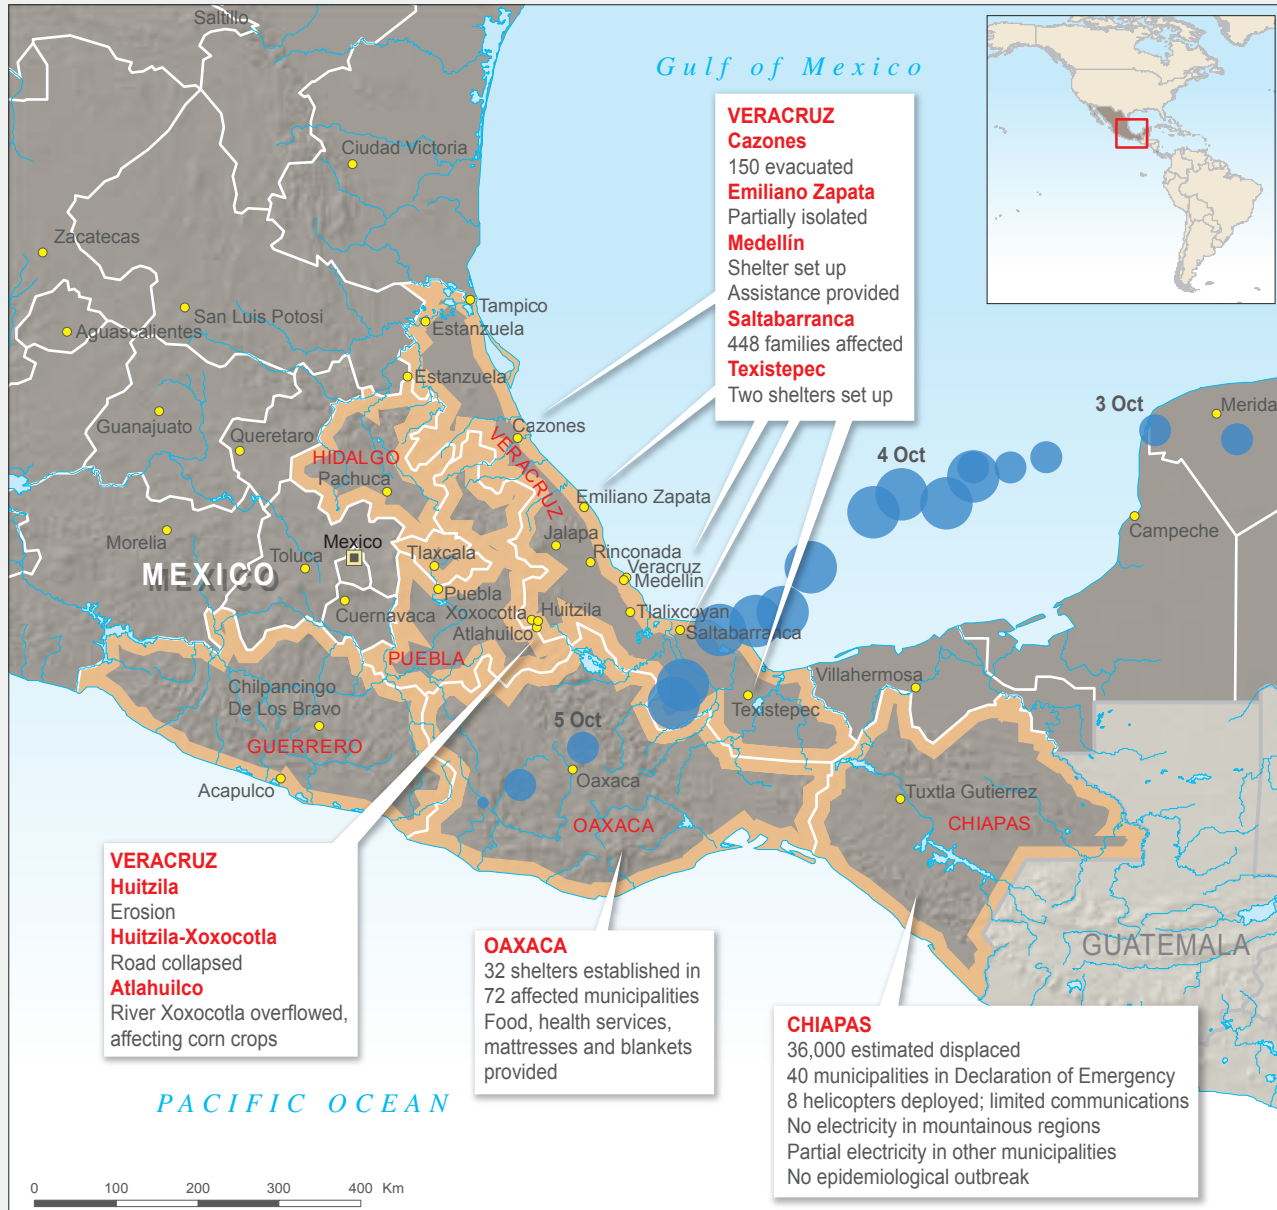 Saltillo
Gulf of Mexico
Ciudad Victoria
Zacatecas
San Luis Potosi
Aguascalientes
Tampico
Estanzuela
Estanzuela
Guanajuato
Queretaro
Cazones
VERACRUZ
HIDALGO
Pachuca
Emiliano Zapata
Jalapa
Morelia
Mexico
Toluca
MEXICO
Tlaxcala
Rinconada
Veracruz
Medellin
Cuernavaca
Puebla
Xoxocotla
Huitzila
Atlahuilco
Tlalixcoyan
Saltabarranca
PUEBLA
Villahermosa
Texistepec
Chilpancingo
De Los Bravo
GUERRERO
Acapulco
5 Oct
Oaxaca
OAXACA
Tuxtla Gutierrez
CHIAPAS
3 Oct
Merida
4 Oct
Campeche
GUATEMALA
VERACRUZ
Cazones
150 evacuated
Emiliano Zapata
Partially isolated
Medellín
Shelter set up
Assistance provided
Saltabarranca
448 families affected
Texistepec
Two shelters set up
VERACRUZ
Huitzila
Erosion
Huitzila-Xoxocotla
Road collapsed
Atlahuilco
River Xoxocotla overflowed,
affecting corn crops
OAXACA
32 shelters established in
72 affected municipalities
Food, health services,
mattresses and blankets
provided
CHIAPAS
36,000 estimated displaced
40 municipalities in Declaration of Emergency
8 helicopters deployed; limited communications
No electricity in mountainous regions
Partial electricity in other municipalities
No epidemiological outbreak
PACIFIC OCEAN
0 100 200 300 400 Km